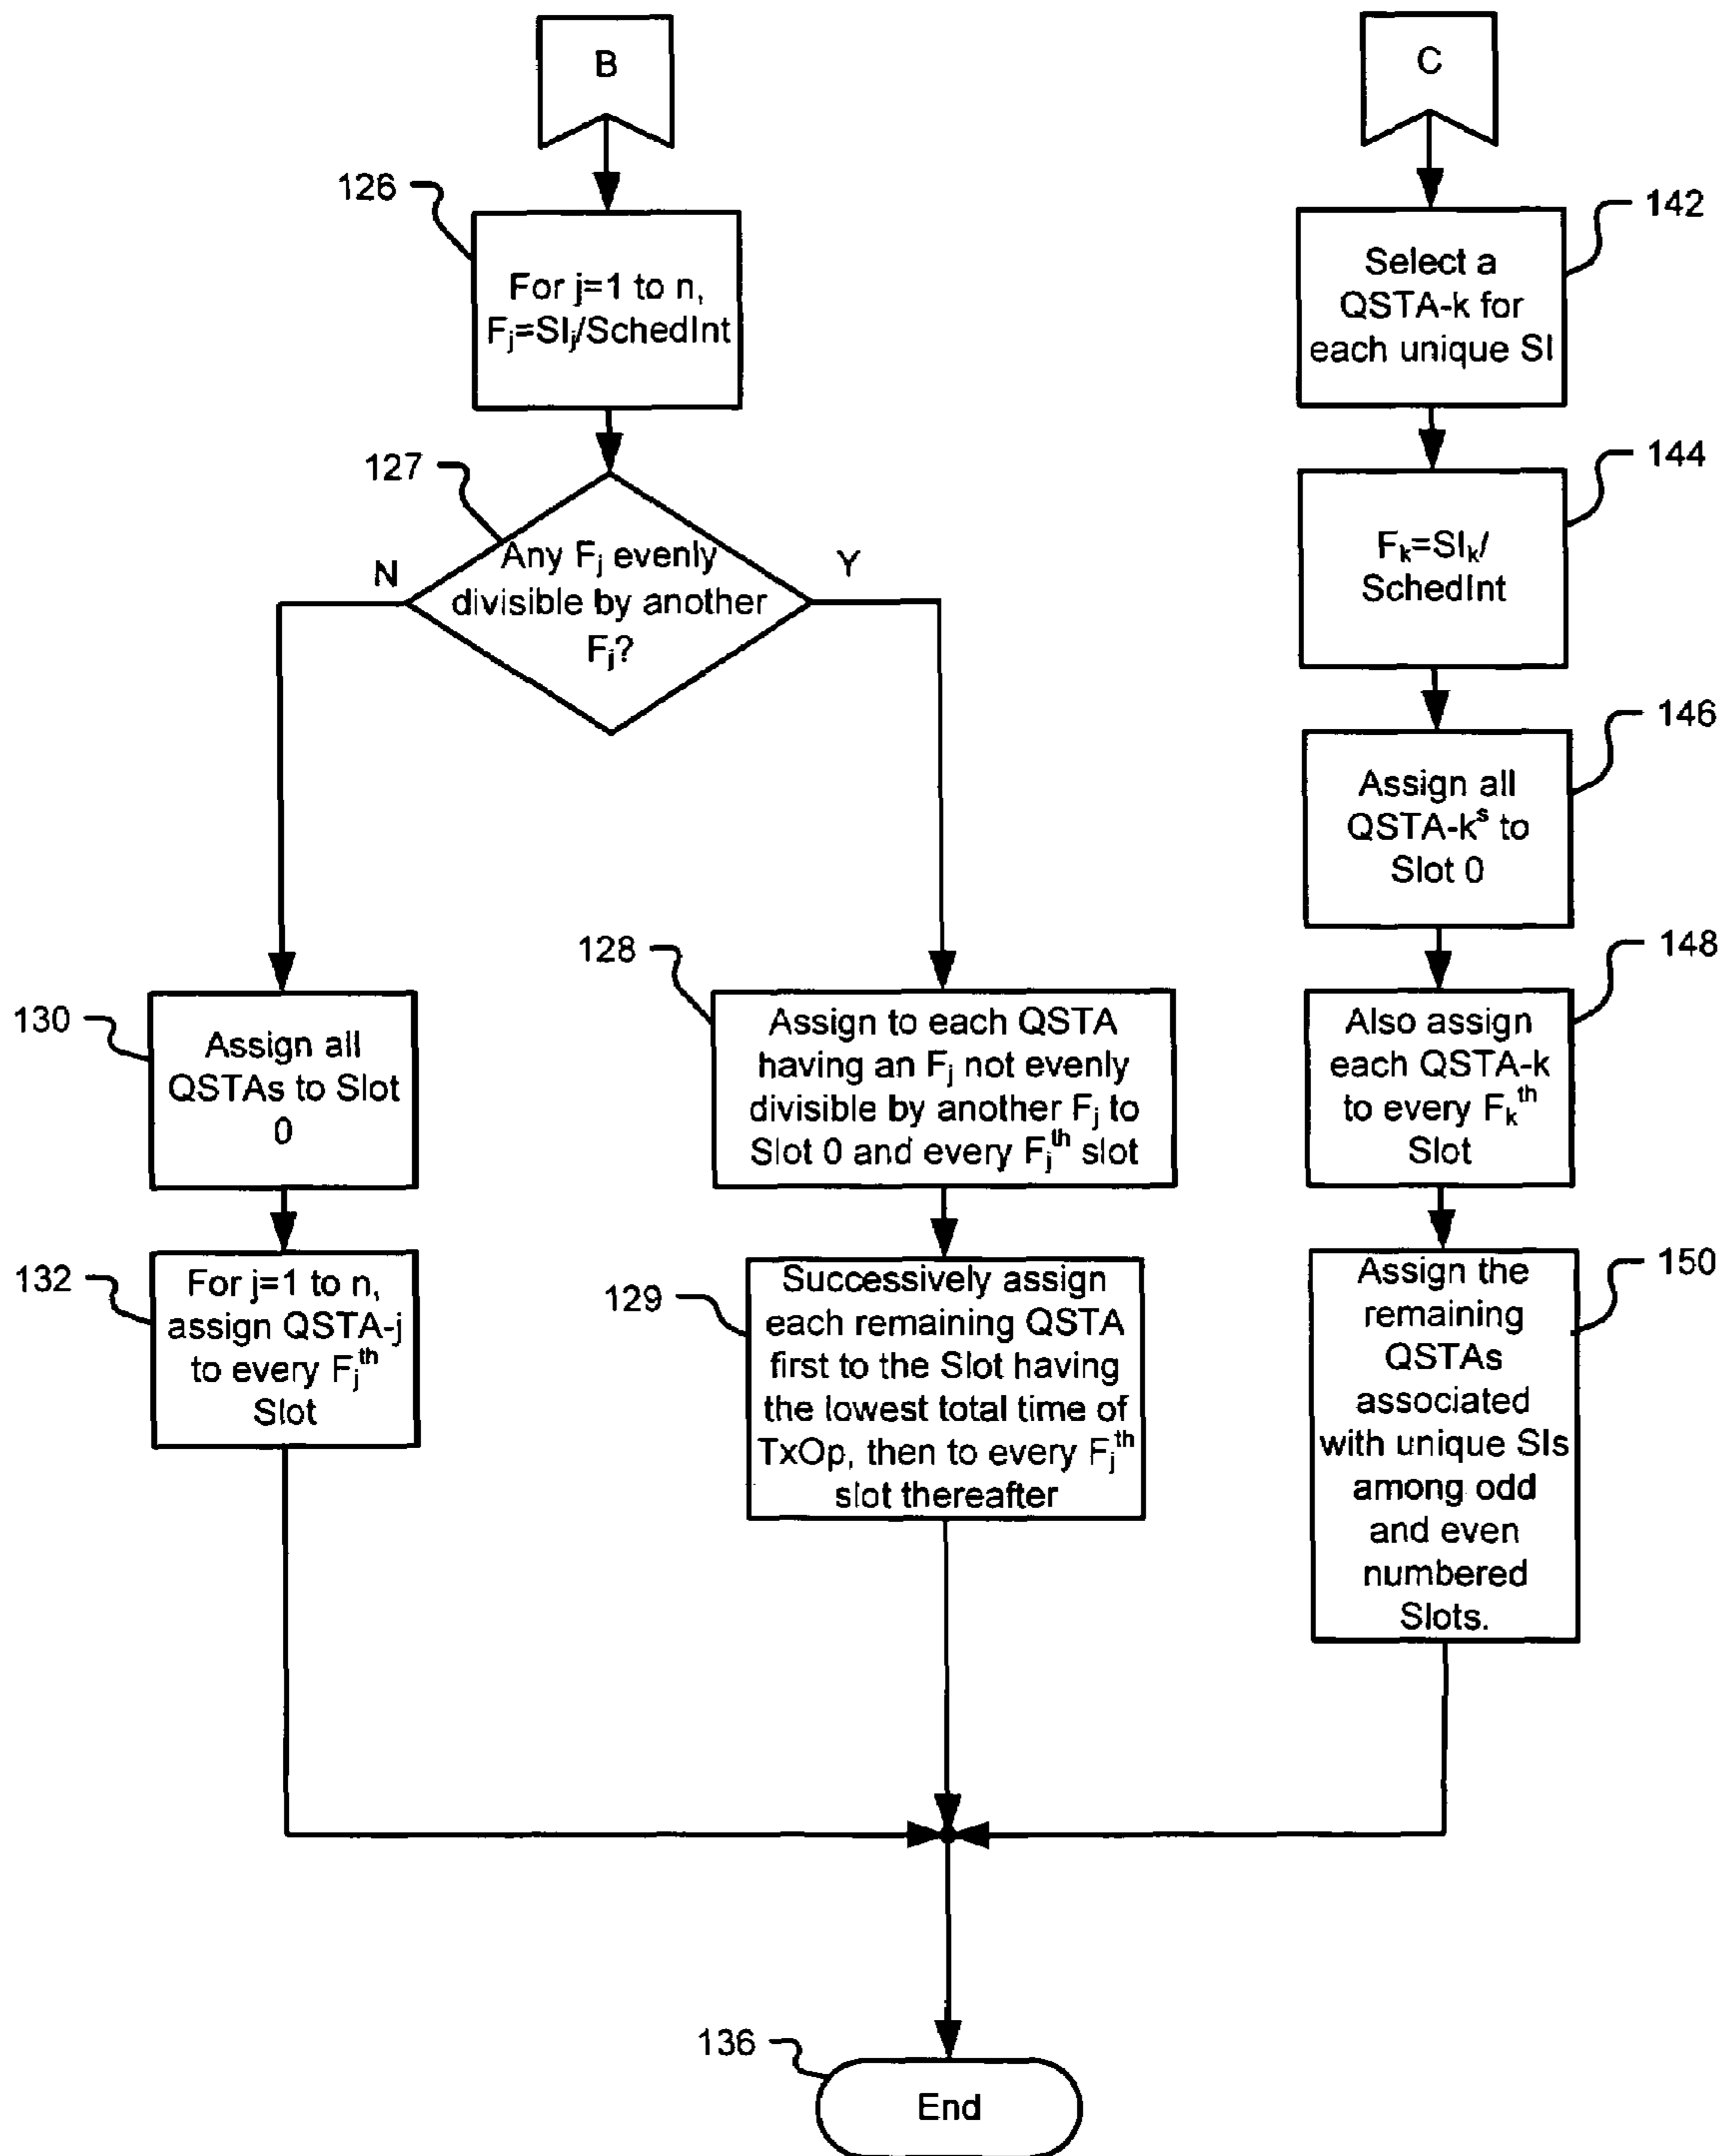 B
126
For j=1 to n,
Fj=SIj/SchedInt
127
Any Fj evenly
divisible by another
Fj?
N
Y
130
Assign all
QSTAs to Slot
0
132
For j=1 to n,
assign QSTA-j
to every Fjth
Slot
128
Assign to each QSTA
having an Fj not evenly
divisible by another Fj to
Slot 0 and every Fjth slot
129
Successively assign
each remaining QSTA
first to the Slot having
the lowest total time of
TxOp, then to every Fjth
slot thereafter
C
142
Select a
QSTA-k for
each unique SI
144
Fk=SIk/
SchedInt
146
Assign all
QSTA-ks to
Slot 0
148
Also assign
each QSTA-k
to every Fkth
Slot
150
Assign the
remaining
QSTAs
associated
with unique SIs
among odd
and even
numbered
Slots.
136
End